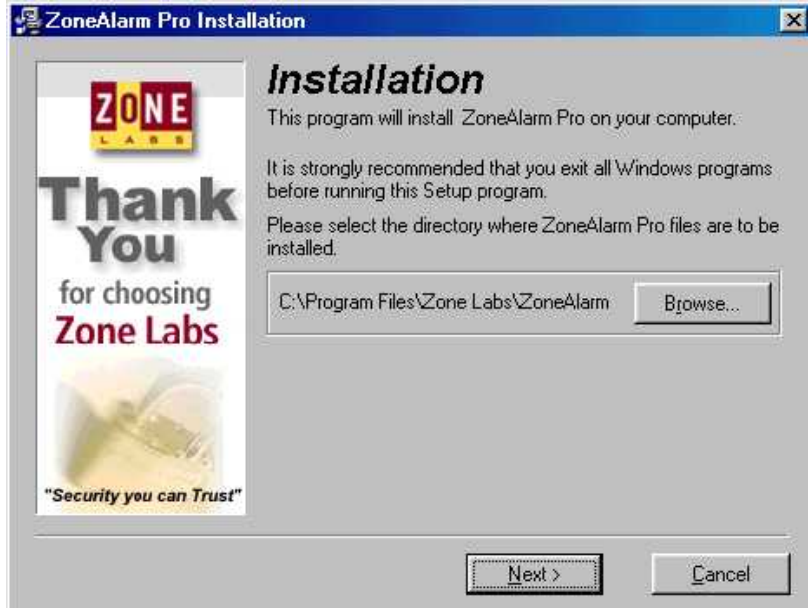 ZoneAlarm Pro Installation
ZONE
LABS
Thank
You
for choosing
Zone Labs
"Security you can Trust"
Installation
This program will install ZoneAlarm Pro on your computer.
It is strongly recommended that you exit all Windows programs
before running this Setup program.
Please select the directory where ZoneAlarm Pro files are to be
installed.
C:\Program Files\Zone Labs\ZoneAlarm
Browse...
Next >
Cancel